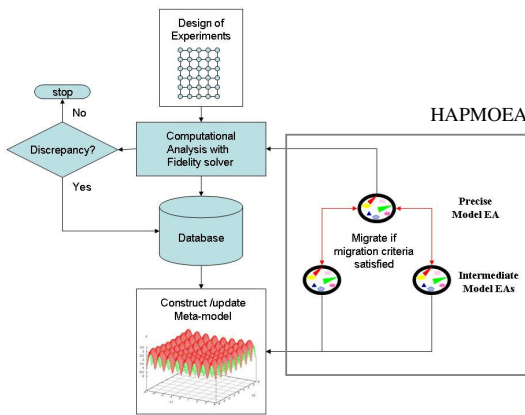 Design of
Experiments
stop
No
HAPMOEA
Discrepancy?
Computational
Analysis with
Fidelity solver
Yes
Precise
Model EA
Database
Migrate if
migration criteria
satisfied
Intermediate
Model EAs
Construct /update
Meta-model